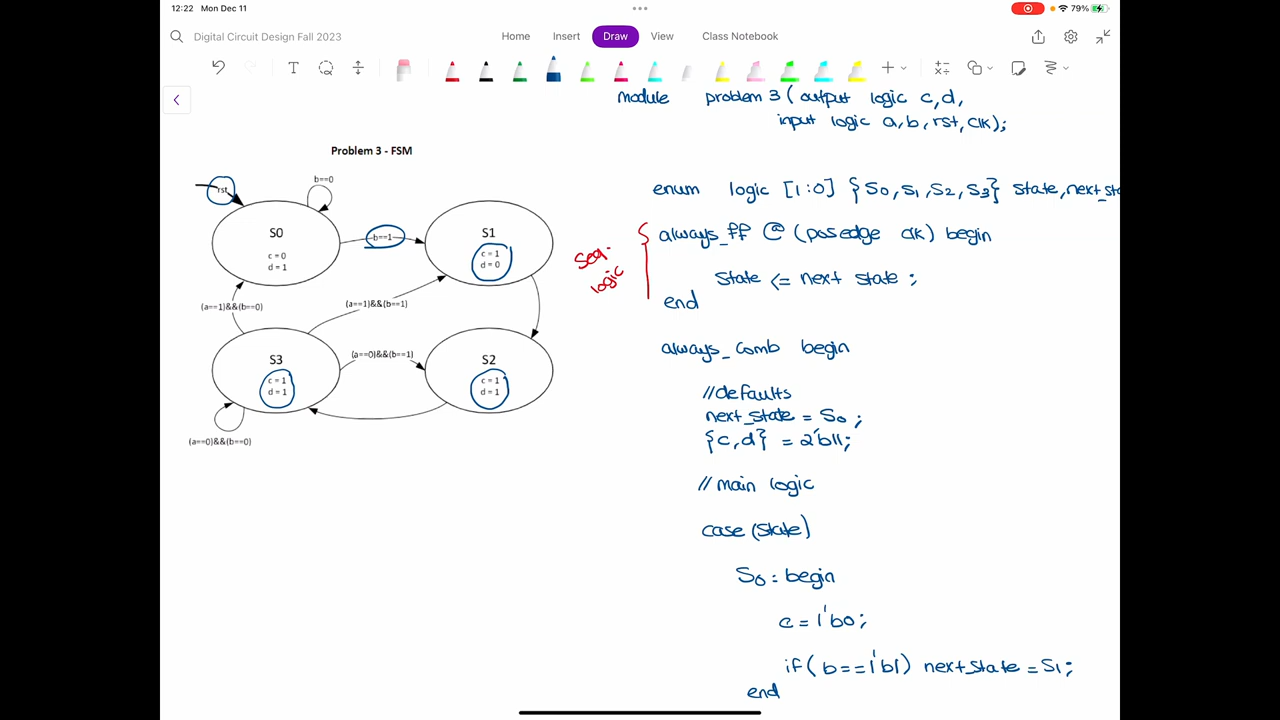 12:22 Mon Dec 11
79%
Digital Circuit Design Fall 2023
Home Insert Draw View Class Notebook
module problem 3 ( output logic c,d,
input logic a,b,rst,clk);
Problem 3 - FSM
rst
b==0
S0
c = 0
d = 1
b==1
S1
c = 1
d = 0
(a==1)&&(b==0)
(a==1)&&(b==1)
S3
c = 1
d = 1
(a==0)&&(b==1)
S2
c = 1
d = 1
(a==0)&&(b==0)
enum logic [1:0] {S0,S1,S2,S3} state,next_sta
seq.
logic
always_ff @ (posedge clk) begin
state <= next state ;
end
always_comb begin
//defaults
next_state = S0 ;
{c,d} = 2'b11;
// main logic
case (state)
S0 : begin
c = 1'b0;
if ( b==1'b1) next_state = S1;
end